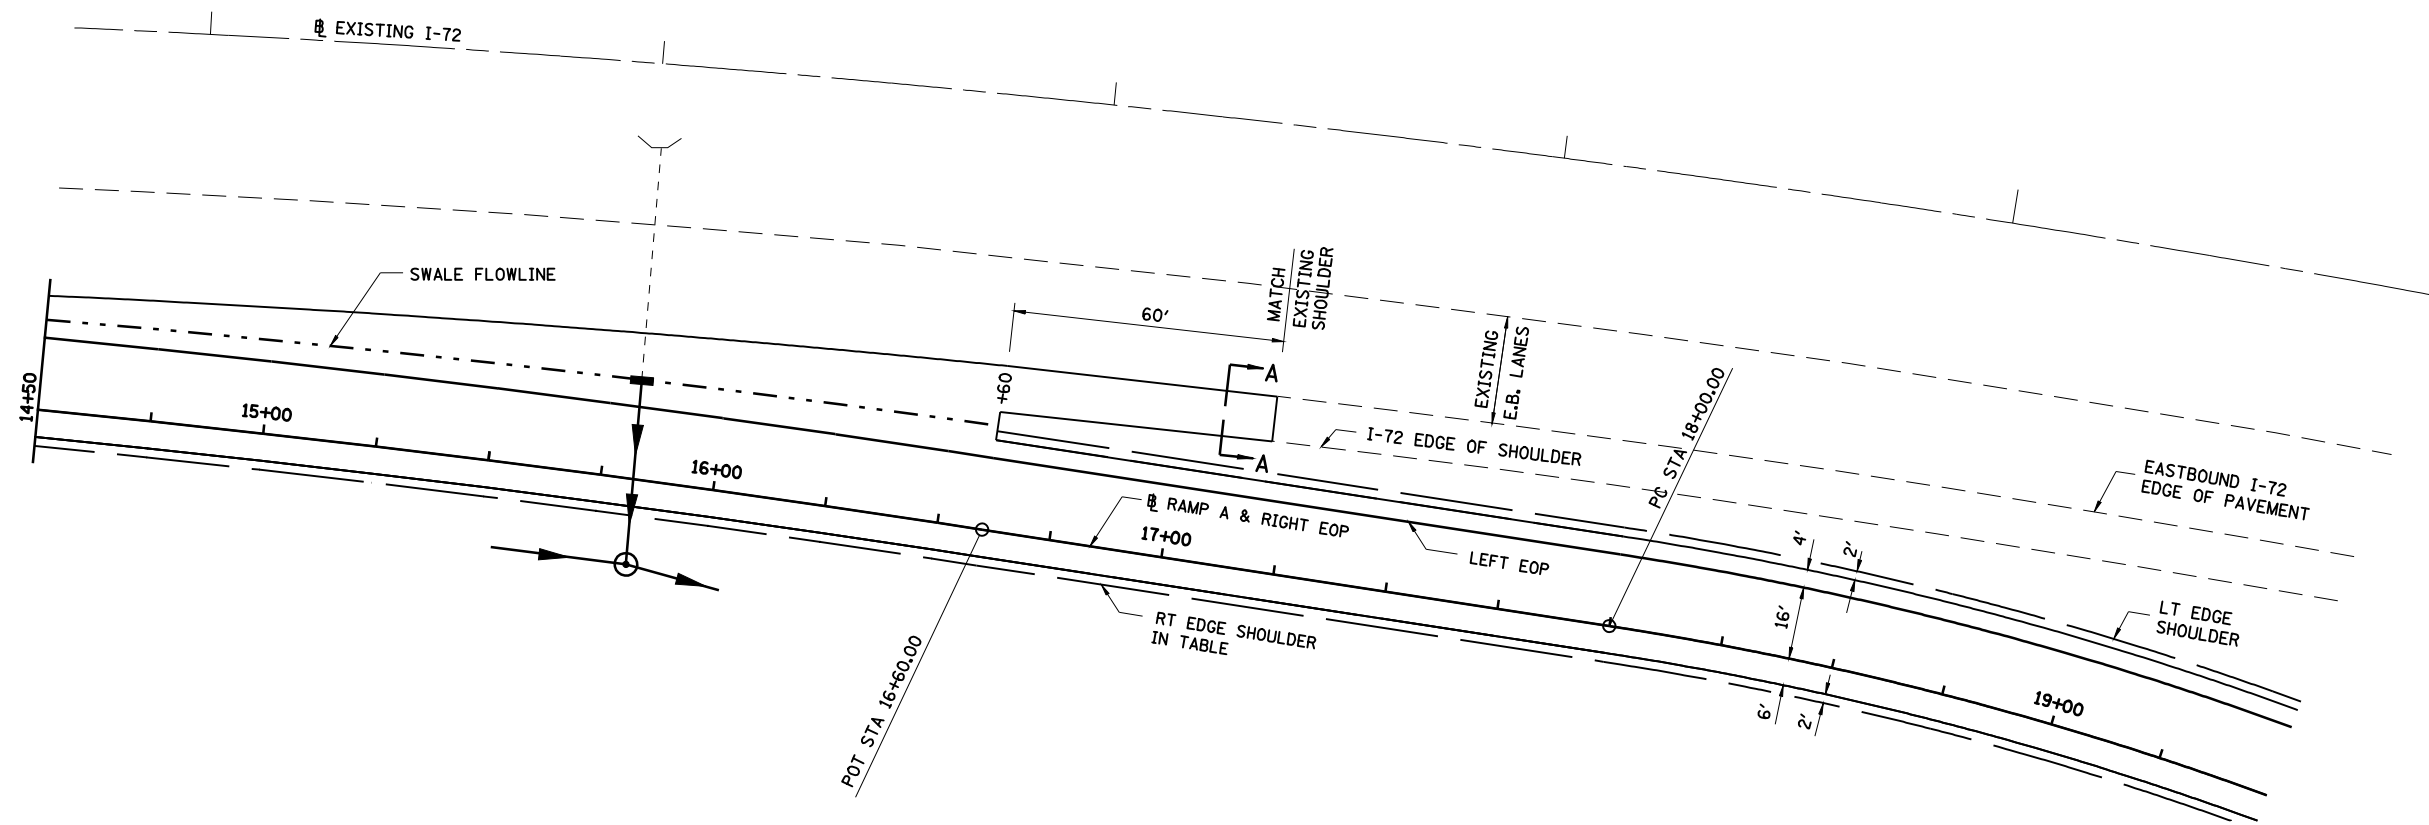 ℄ EXISTING I-72
SWALE FLOWLINE
14+50
15+00
16+00
+60
60'
MATCH
EXISTING
SHOULDER
A
A
EXISTING
E.B. LANES
I-72 EDGE OF SHOULDER
PC STA 18+00.00
EASTBOUND I-72
EDGE OF PAVEMENT
℄ RAMP A & RIGHT EOP
17+00
LEFT EOP
4'
2'
16'
6'
2'
LT EDGE
SHOULDER
RT EDGE SHOULDER
IN TABLE
POT STA 16+60.00
19+00